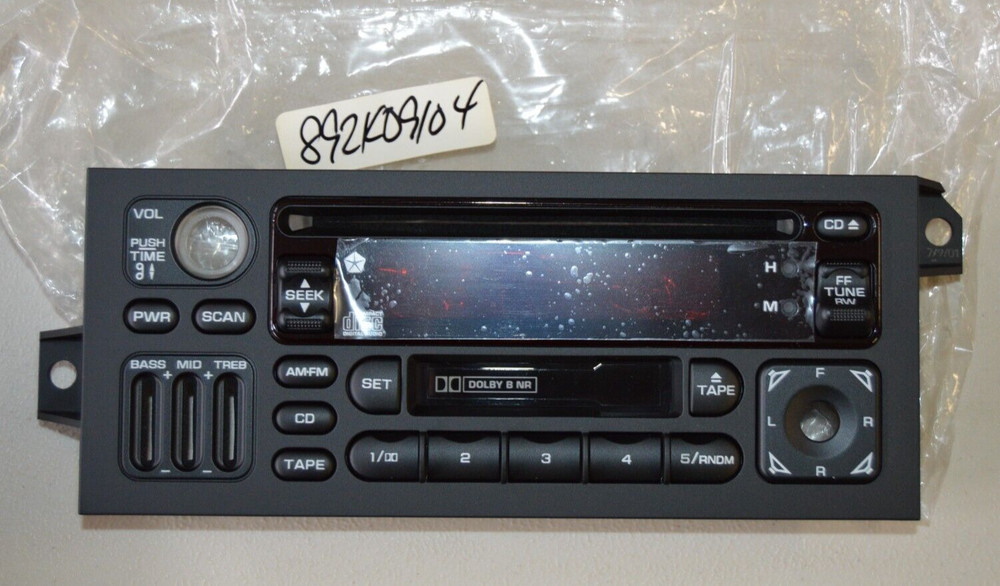 892K09104
VOL
PUSH
TIME
PWR
SCAN
BASS MID TREB
+ +
- -
CD
SEEK
H
M
FF
TUNE
RW
AM•FM
SET
DOLBY B NR
TAPE
CD
TAPE
1/
2
3
4
5/RNDM
F
L R
R